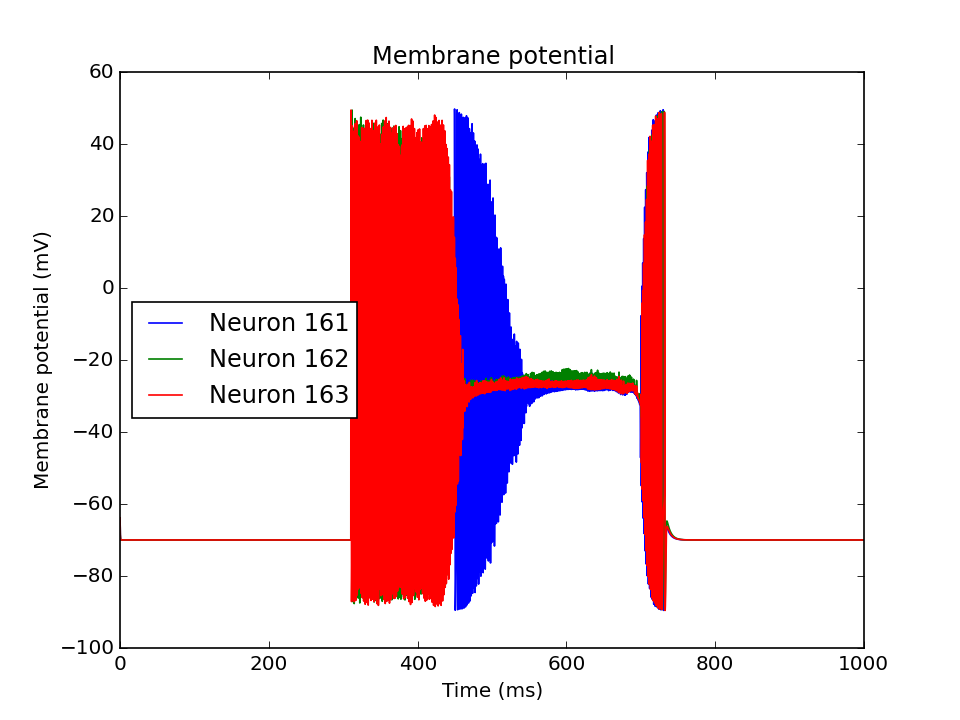 Membrane potential
60
40
20
0
−20
−40
−60
−80
−100
Membrane potential (mV)
Neuron 161
Neuron 162
Neuron 163
0 200 400 600 800 1000
Time (ms)